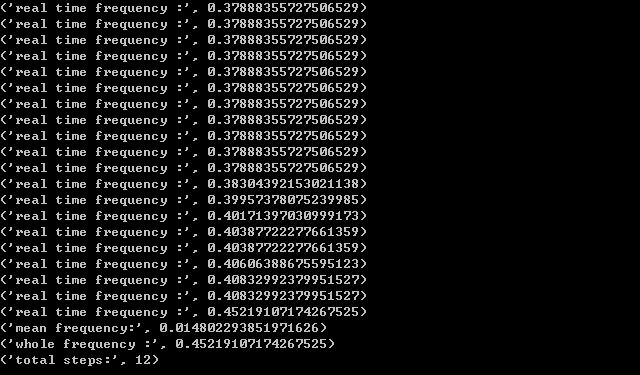 ('real time frequency :', 0.37888355727506529)
('real time frequency :', 0.37888355727506529)
('real time frequency :', 0.37888355727506529)
('real time frequency :', 0.37888355727506529)
('real time frequency :', 0.37888355727506529)
('real time frequency :', 0.37888355727506529)
('real time frequency :', 0.37888355727506529)
('real time frequency :', 0.37888355727506529)
('real time frequency :', 0.37888355727506529)
('real time frequency :', 0.37888355727506529)
('real time frequency :', 0.37888355727506529)
('real time frequency :', 0.38304392153021138)
('real time frequency :', 0.39957378075239985)
('real time frequency :', 0.40171397030999173)
('real time frequency :', 0.40387722277661359)
('real time frequency :', 0.40387722277661359)
('real time frequency :', 0.40606388675595123)
('real time frequency :', 0.40832992379951527)
('real time frequency :', 0.40832992379951527)
('real time frequency :', 0.45219107174267525)
('mean frequency:', 0.014802293851971626)
('whole frequency :', 0.45219107174267525)
('total steps:', 12)